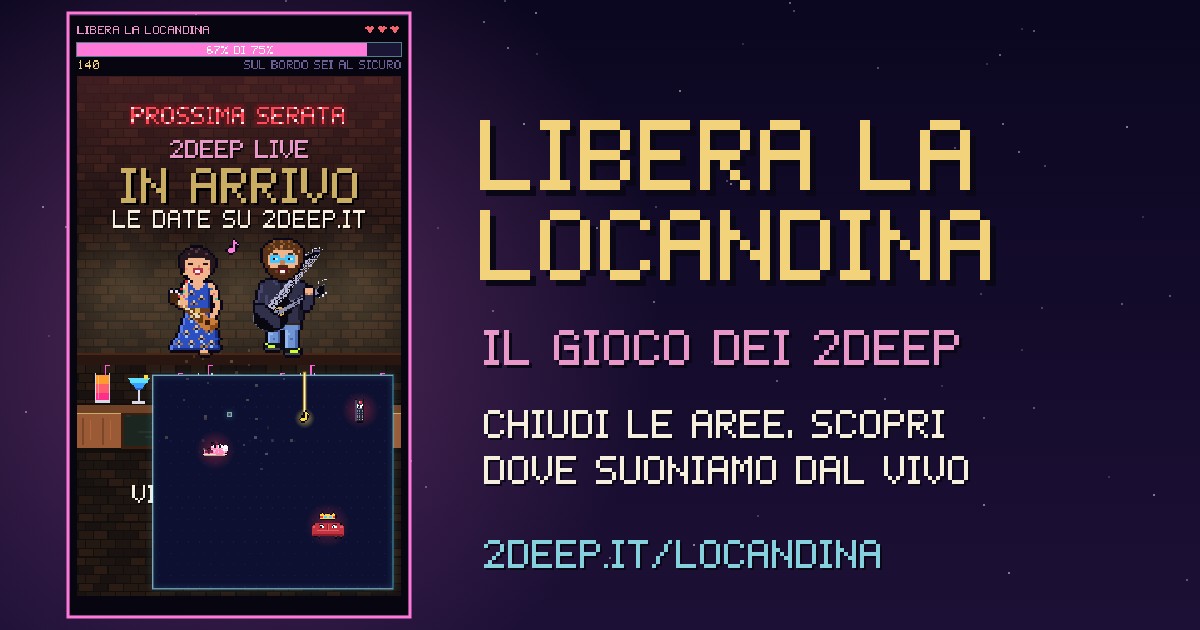 LIBERA LA LOCANDINA
67% DI 75%
140
SUL BORDO SEI AL SICURO
PROSSIMA SERATA
2DEEP LIVE
IN ARRIVO
LE DATE SU 2DEEP.IT
LIBERA LA
LOCANDINA
IL GIOCO DEI 2DEEP
CHIUDI LE AREE. SCOPRI
DOVE SUONIAMO DAL VIVO
2DEEP.IT/LOCANDINA